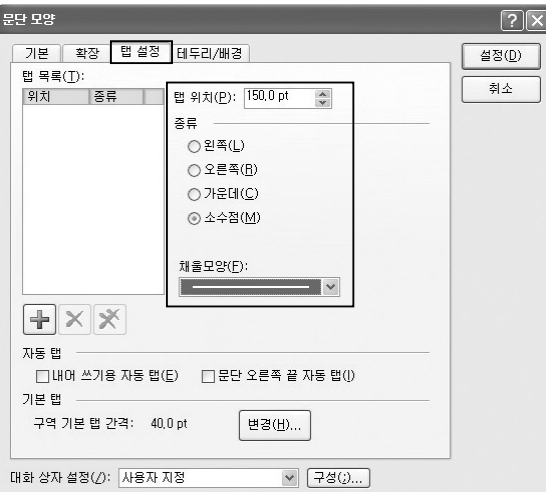 문단 모양
기본 확장 탭 설정 테두리/배경
설정(D)
취소
탭 목록(T):
위치 종류
탭 위치(P): 150,0 pt
종류
왼쪽(L)
오른쪽(R)
가운데(C)
소수점(M)
채울모양(F):
자동 탭
내어 쓰기용 자동 탭(E) 문단 오른쪽 끝 자동 탭(I)
기본 탭
구역 기본 탭 간격: 40,0 pt 변경(H)...
대화 상자 설정(/): 사용자 지정 구성(;)...